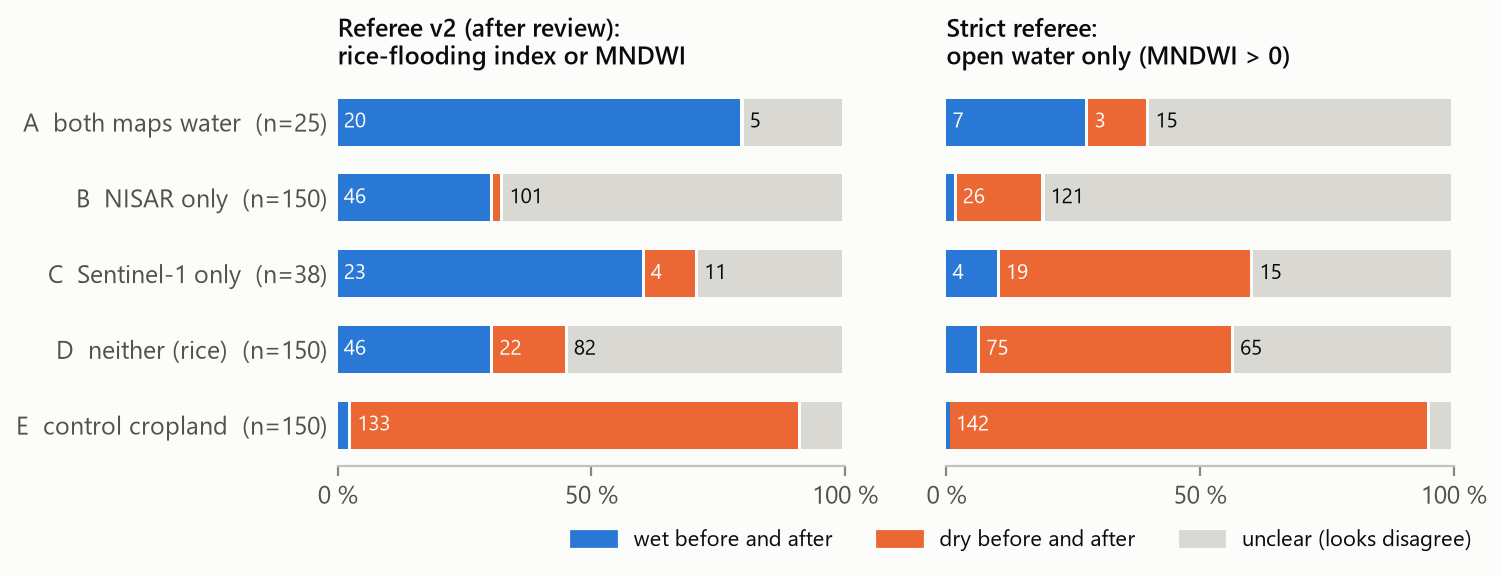 Referee v2 (after review):
rice-flooding index or MNDWI
Strict referee:
open water only (MNDWI > 0)
A both maps water (n=25)
20
5
7
3
15
B NISAR only (n=150)
46
101
26
121
C Sentinel-1 only (n=38)
23
4
11
4
19
15
D neither (rice) (n=150)
46
22
82
75
65
E control cropland (n=150)
133
142
0 %
50 %
100 %
0 %
50 %
100 %
wet before and after
dry before and after
unclear (looks disagree)